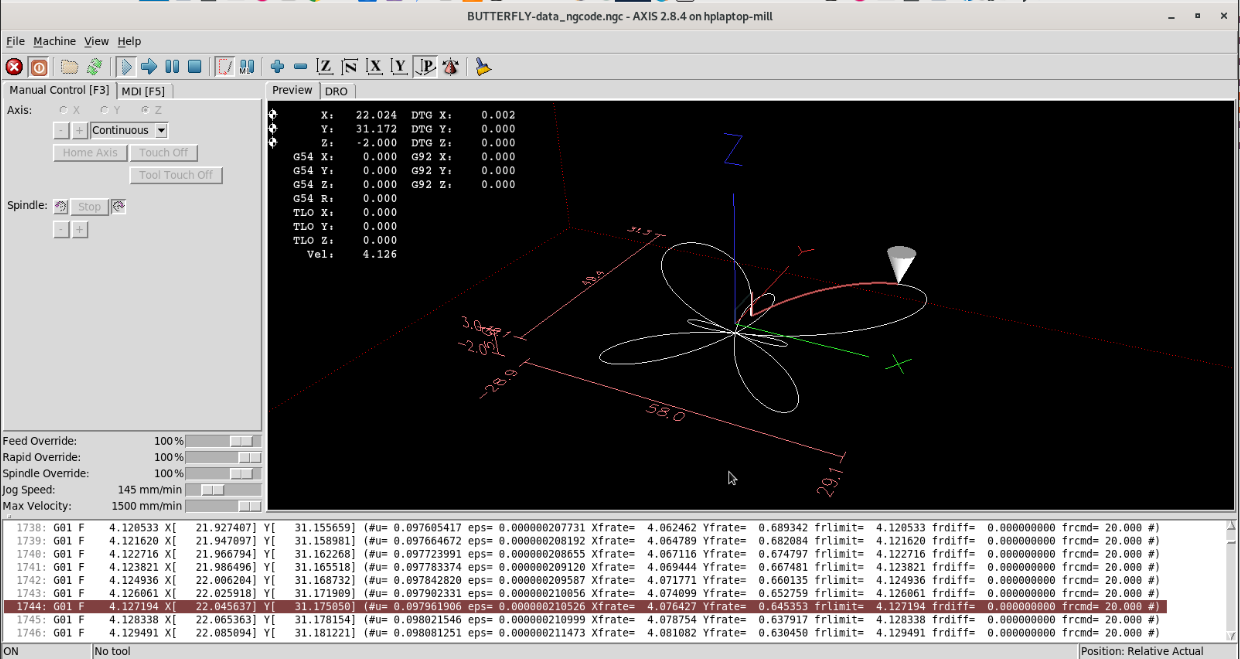 BUTTERFLY-data_ngcode.ngc - AXIS 2.8.4 on hplaptop-mill
File Machine View Help
Manual Control [F3] MDI [F5]
Preview DRO
Axis: X Y Z
- + Continuous
Home Axis Touch Off
Tool Touch Off
Spindle: Stop
- +
X: 22.024 DTG X: 0.002
Y: 31.172 DTG Y: 0.000
Z: -2.000 DTG Z: 0.000
G54 X: 0.000 G92 X: 0.000
G54 Y: 0.000 G92 Y: 0.000
G54 Z: 0.000 G92 Z: 0.000
G54 R: 0.000
TLO X: 0.000
TLO Y: 0.000
TLO Z: 0.000
Vel: 4.126
Z
Y
X
-28.9
58.0
29.1
Feed Override: 100 %
Rapid Override: 100 %
Spindle Override: 100 %
Jog Speed: 145 mm/min
Max Velocity: 1500 mm/min
1738: G01 F 4.120533 X[ 21.927407] Y[ 31.155659] (#u= 0.097605417 eps= 0.000000207731 Xfrate= 4.062462 Yfrate= 0.689342 frlimit= 4.120533 frdiff= 0.000000000 frcmd= 20.000 #)
1739: G01 F 4.121620 X[ 21.947097] Y[ 31.158981] (#u= 0.097664672 eps= 0.000000208192 Xfrate= 4.064789 Yfrate= 0.682084 frlimit= 4.121620 frdiff= 0.000000000 frcmd= 20.000 #)
1740: G01 F 4.122716 X[ 21.966794] Y[ 31.162268] (#u= 0.097723991 eps= 0.000000208655 Xfrate= 4.067116 Yfrate= 0.674797 frlimit= 4.122716 frdiff= 0.000000000 frcmd= 20.000 #)
1741: G01 F 4.123821 X[ 21.986496] Y[ 31.165518] (#u= 0.097783374 eps= 0.000000209120 Xfrate= 4.069444 Yfrate= 0.667481 frlimit= 4.123821 frdiff= 0.000000000 frcmd= 20.000 #)
1742: G01 F 4.124936 X[ 22.006204] Y[ 31.168732] (#u= 0.097842820 eps= 0.000000209587 Xfrate= 4.071771 Yfrate= 0.660135 frlimit= 4.124936 frdiff= 0.000000000 frcmd= 20.000 #)
1743: G01 F 4.126061 X[ 22.025918] Y[ 31.171909] (#u= 0.097902331 eps= 0.000000210056 Xfrate= 4.074099 Yfrate= 0.652759 frlimit= 4.126061 frdiff= 0.000000000 frcmd= 20.000 #)
1744: G01 F 4.127194 X[ 22.045637] Y[ 31.175050] (#u= 0.097961906 eps= 0.000000210526 Xfrate= 4.076427 Yfrate= 0.645353 frlimit= 4.127194 frdiff= 0.000000000 frcmd= 20.000 #)
1745: G01 F 4.128338 X[ 22.065363] Y[ 31.178154] (#u= 0.098021546 eps= 0.000000210999 Xfrate= 4.078754 Yfrate= 0.637917 frlimit= 4.128338 frdiff= 0.000000000 frcmd= 20.000 #)
1746: G01 F 4.129491 X[ 22.085094] Y[ 31.181221] (#u= 0.098081251 eps= 0.000000211473 Xfrate= 4.081082 Yfrate= 0.630450 frlimit= 4.129491 frdiff= 0.000000000 frcmd= 20.000 #)
ON No tool Position: Relative Actual